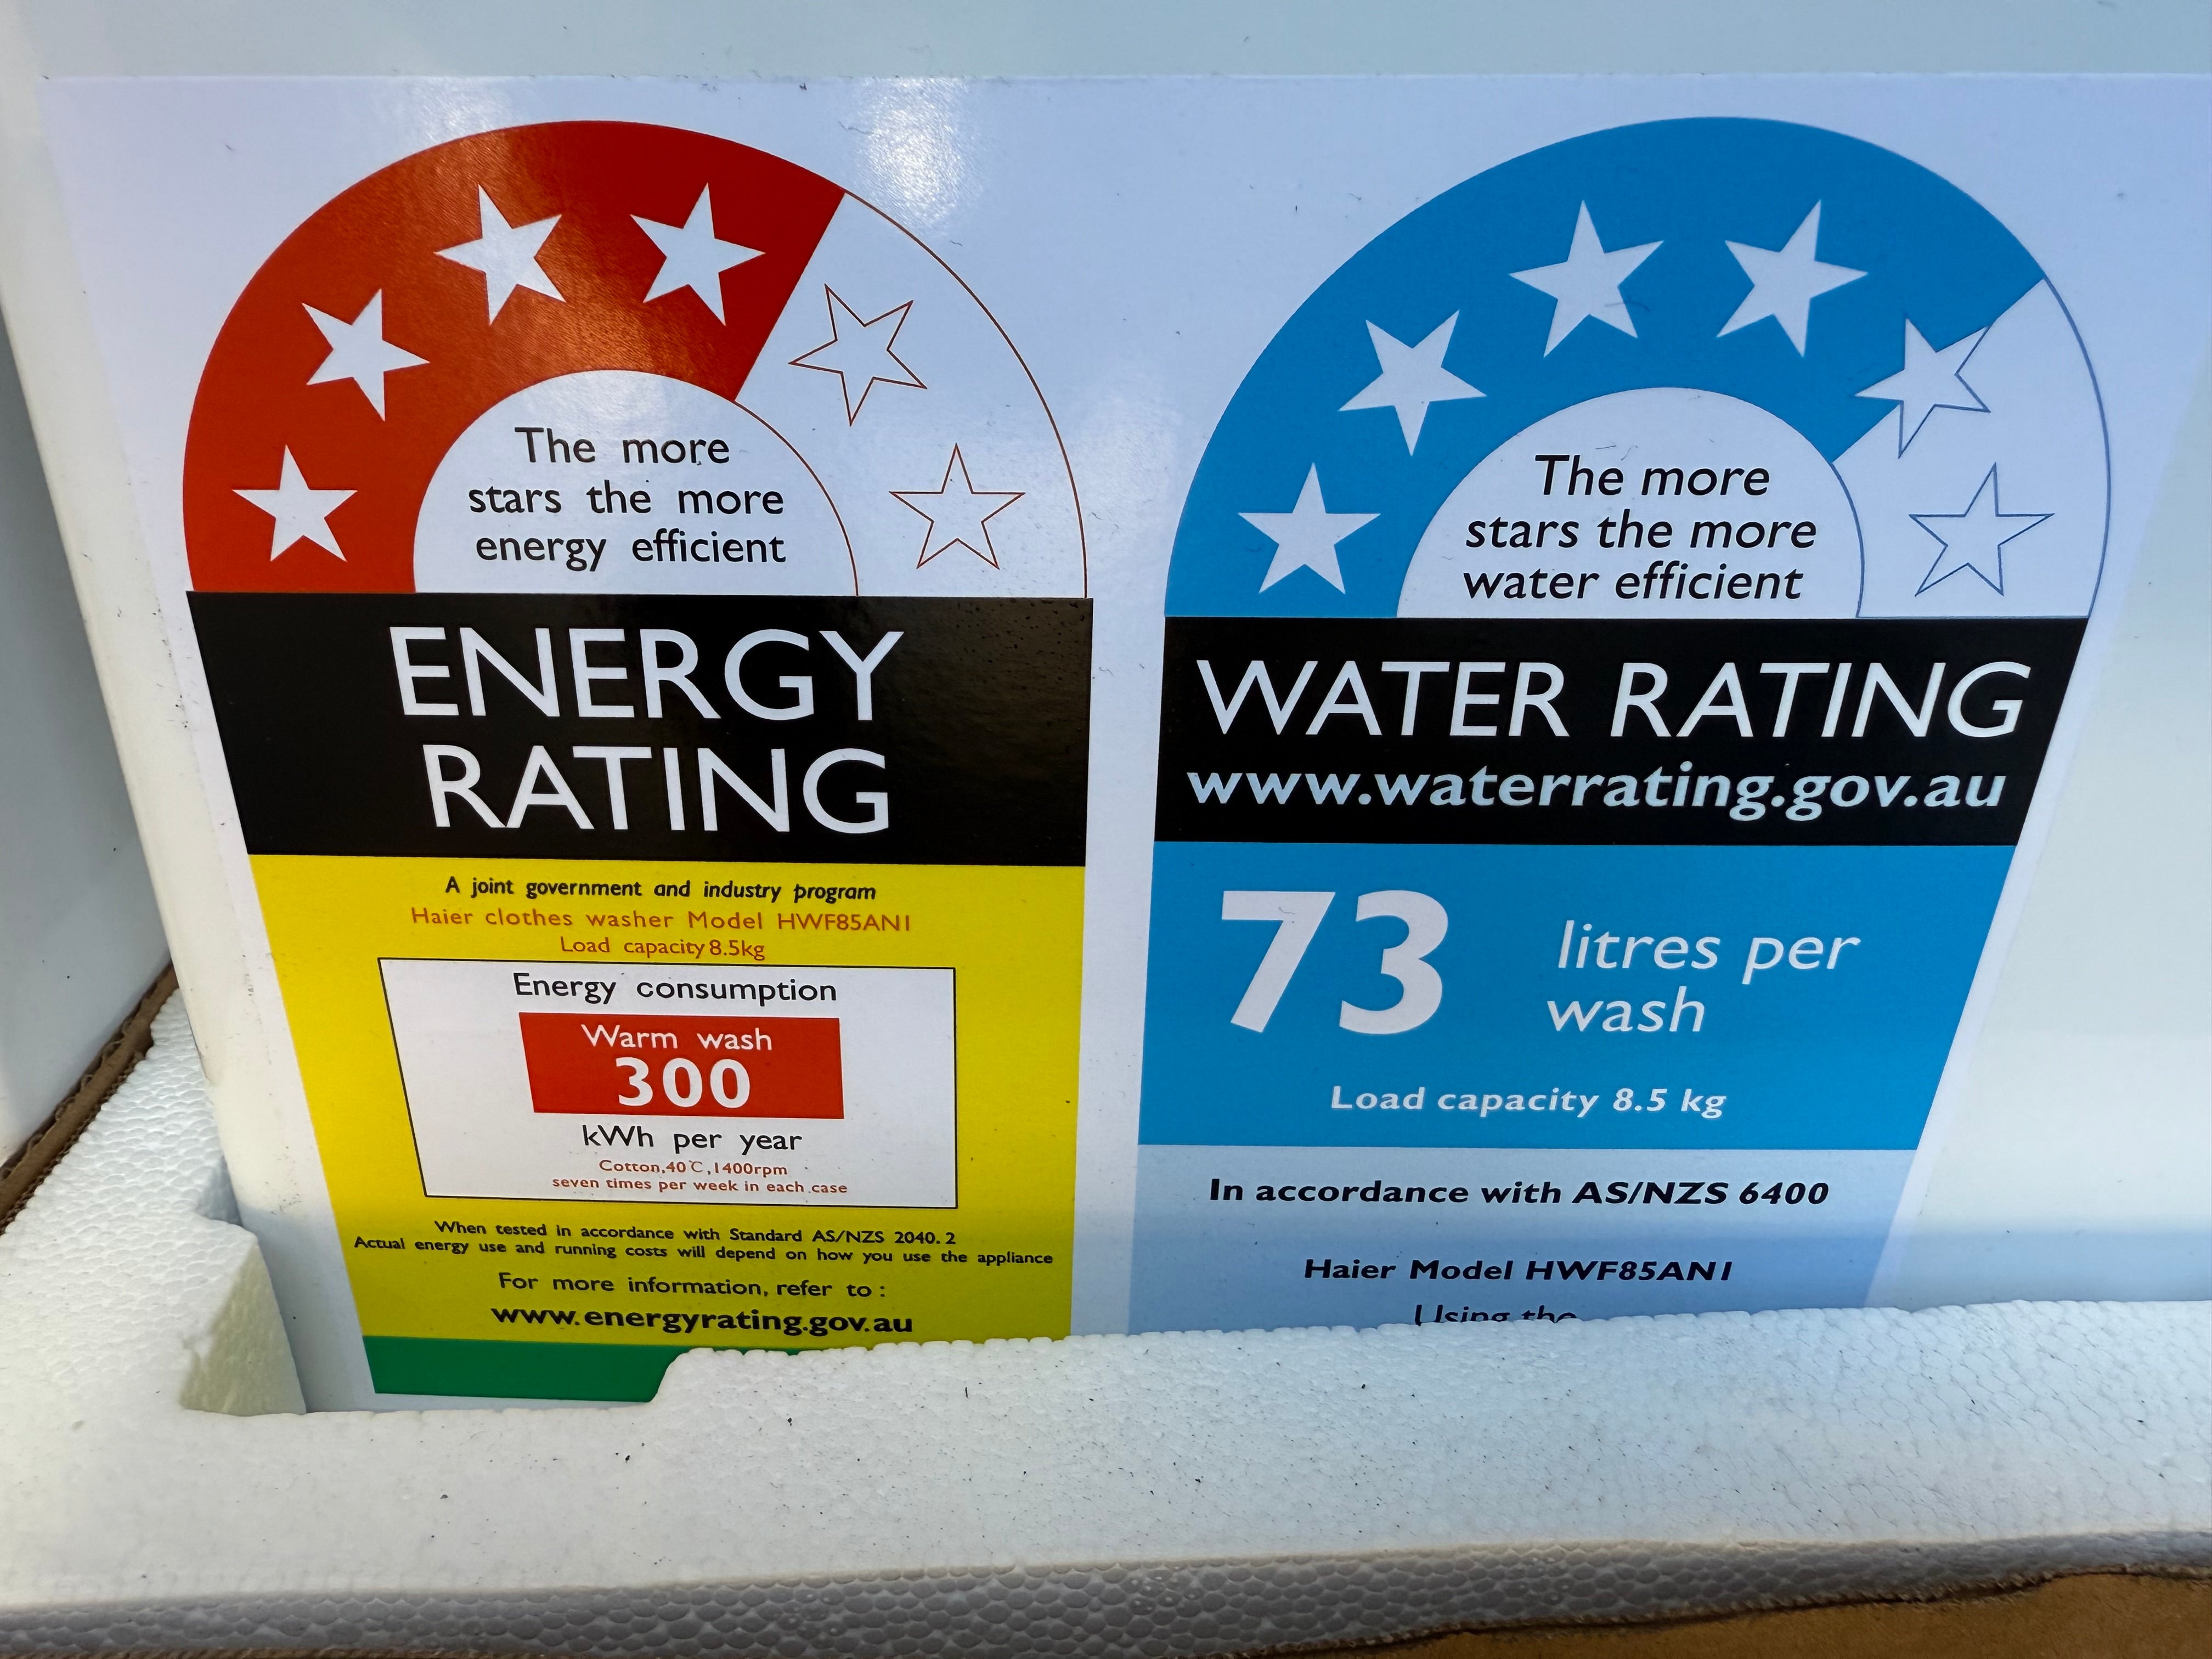 The more
stars the more
energy efficient
ENERGY
RATING
A joint government and industry program
Haier clothes washer Model HWF85AN1
Load capacity 8.5kg
Energy consumption
Warm wash
300
kWh per year
Cotton,40℃,1400rpm
seven times per week in each case
When tested in accordance with Standard AS/NZS 2040.2
Actual energy use and running costs will depend on how you use the appliance
For more information, refer to :
www.energyrating.gov.au
The more
stars the more
water efficient
WATER RATING
www.waterrating.gov.au
73 litres per
wash
Load capacity 8.5 kg
In accordance with AS/NZS 6400
Haier Model HWF85AN1
Using the